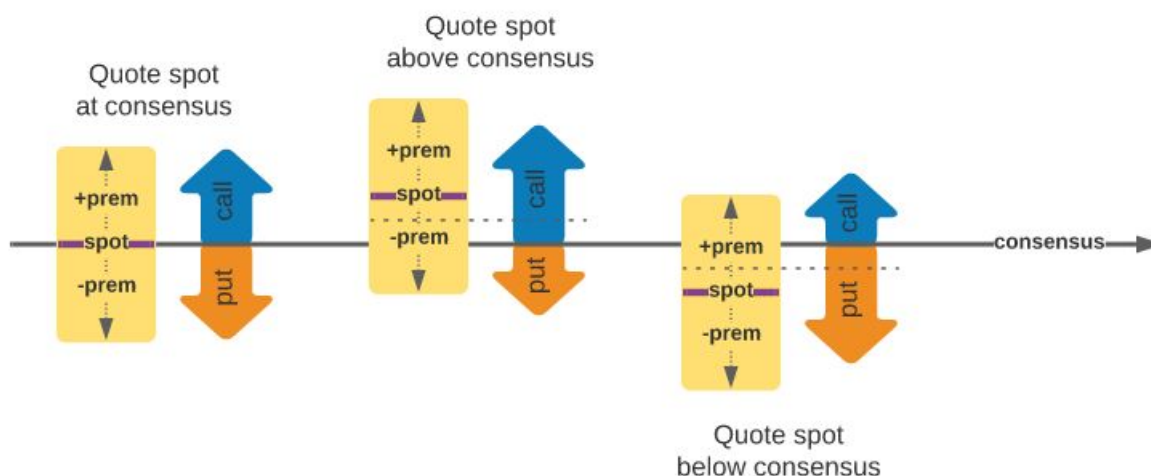 Quote spot
at consensus
+prem
spot
-prem
call
put
Quote spot
above consensus
+prem
spot
-prem
call
put
+prem
spot
-prem
call
put
Quote spot
below consensus
consensus